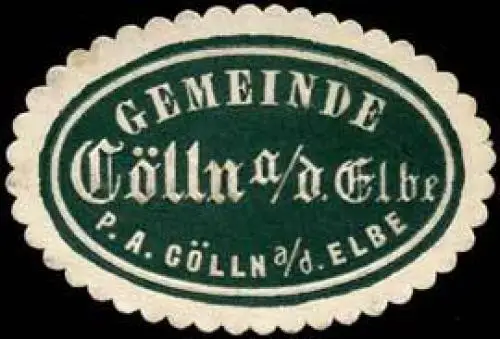 GEMEINDE
Cölln a/d. Elbe
P. A. CÖLLN a/d. ELBE